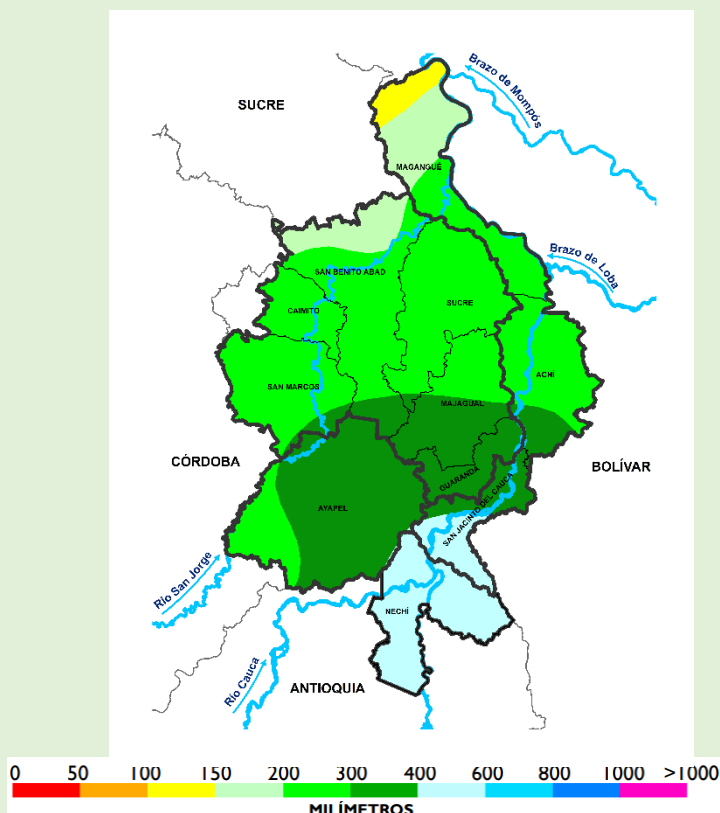 Brazo de Mompós
SUCRE
MAGANGUÉ
Brazo de Loba
SAN BENITO ABAD
CAIMITO
SUCRE
ACHÍ
SAN MARCOS
MAJAGUAL
CÓRDOBA
BOLÍVAR
GUARANDA
AYAPEL
SAN JACINTO DEL CAUCA
Río San Jorge
NECHÍ
Río Cauca
ANTIOQUIA
0 50 100 150 200 300 400 600 800 1000 >1000
MILÍMETROS